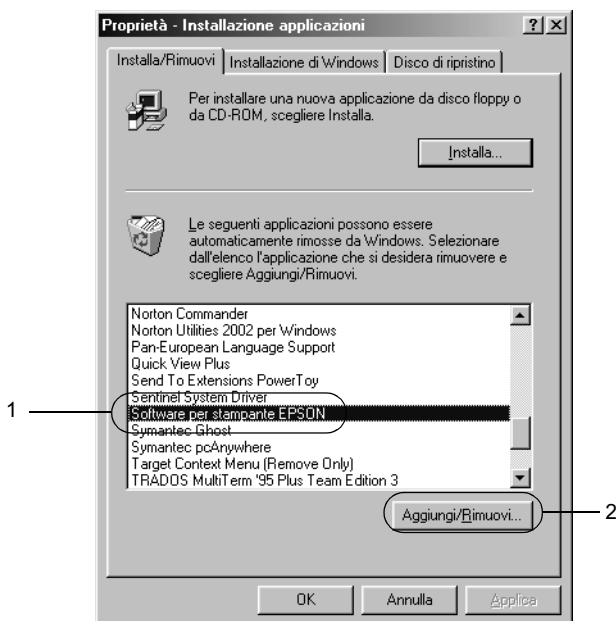 Proprietà - Installazione applicazioni
Installa/Rimuovi
Installazione di Windows
Disco di ripristino
Per installare una nuova applicazione da disco floppy o
da CD-ROM, scegliere Installa.
Installa...
Le seguenti applicazioni possono essere
automaticamente rimosse da Windows. Selezionare
dall'elenco l'applicazione che si desidera rimuovere e
scegliere Aggiungi/Rimuovi.
Norton Commander
Norton Utilities 2002 per Windows
Pan-European Language Support
Quick View Plus
Send To Extensions PowerToy
Sentinel System Driver
1
Software per stampante EPSON
Symantec Ghost
Symantec pcAnywhere
Target Context Menu (Remove Only)
TRADOS MultiTerm '95 Plus Team Edition 3
Aggiungi/Rimuovi...
2
OK
Annulla
Applica